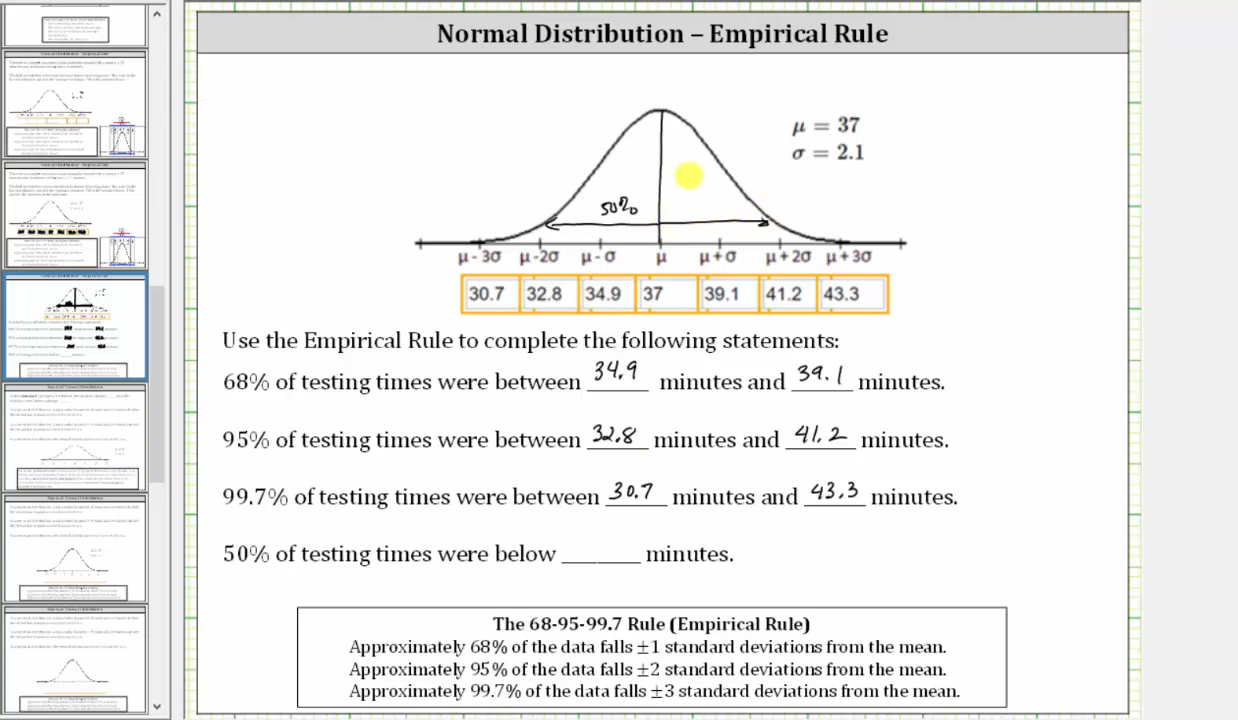 Normal Distribution – Empirical Rule
μ = 37
σ = 2.1
50%
μ - 3σ μ - 2σ μ - σ μ μ + σ μ + 2σ μ + 3σ
30.7 32.8 34.9 37 39.1 41.2 43.3
Use the Empirical Rule to complete the following statements:
68% of testing times were between 34.9 minutes and 39.1 minutes.
95% of testing times were between 32.8 minutes and 41.2 minutes.
99.7% of testing times were between 30.7 minutes and 43.3 minutes.
50% of testing times were below ________ minutes.
The 68-95-99.7 Rule (Empirical Rule)
Approximately 68% of the data falls ±1 standard deviations from the mean.
Approximately 95% of the data falls ±2 standard deviations from the mean.
Approximately 99.7% of the data falls ±3 standard deviations from the mean.